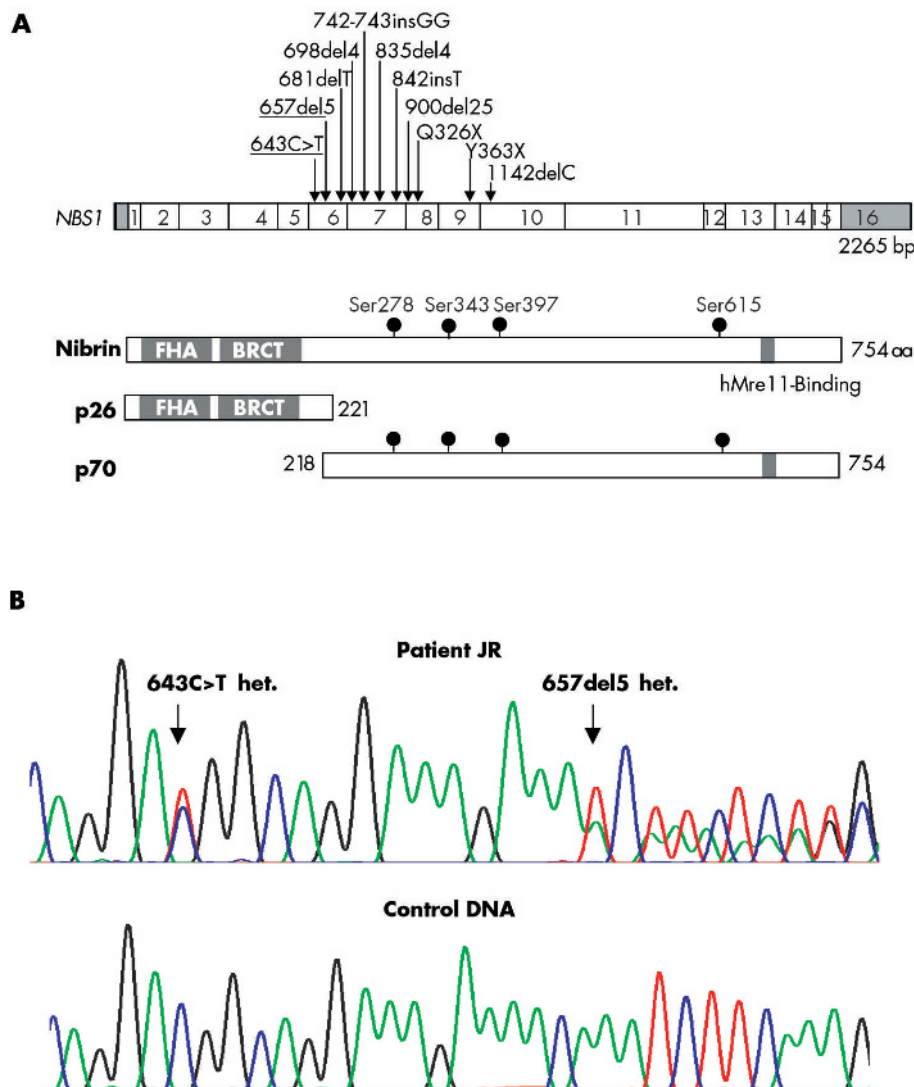 A
742-743insGG
698del4 835del4
681delT 842insT
657del5 900del25
643C>T Q326X
Y363X
1142delC
NBS1 1 2 3 4 5 6 7 8 9 10 11 12 13 14 15 16
2265 bp
Ser278 Ser343 Ser397 Ser615
Nibrin FHA BRCT 754 aa
hMre11-Binding
p26 FHA BRCT 221
p70 218 754
B
Patient JR
643C>T het. 657del5 het.
Control DNA